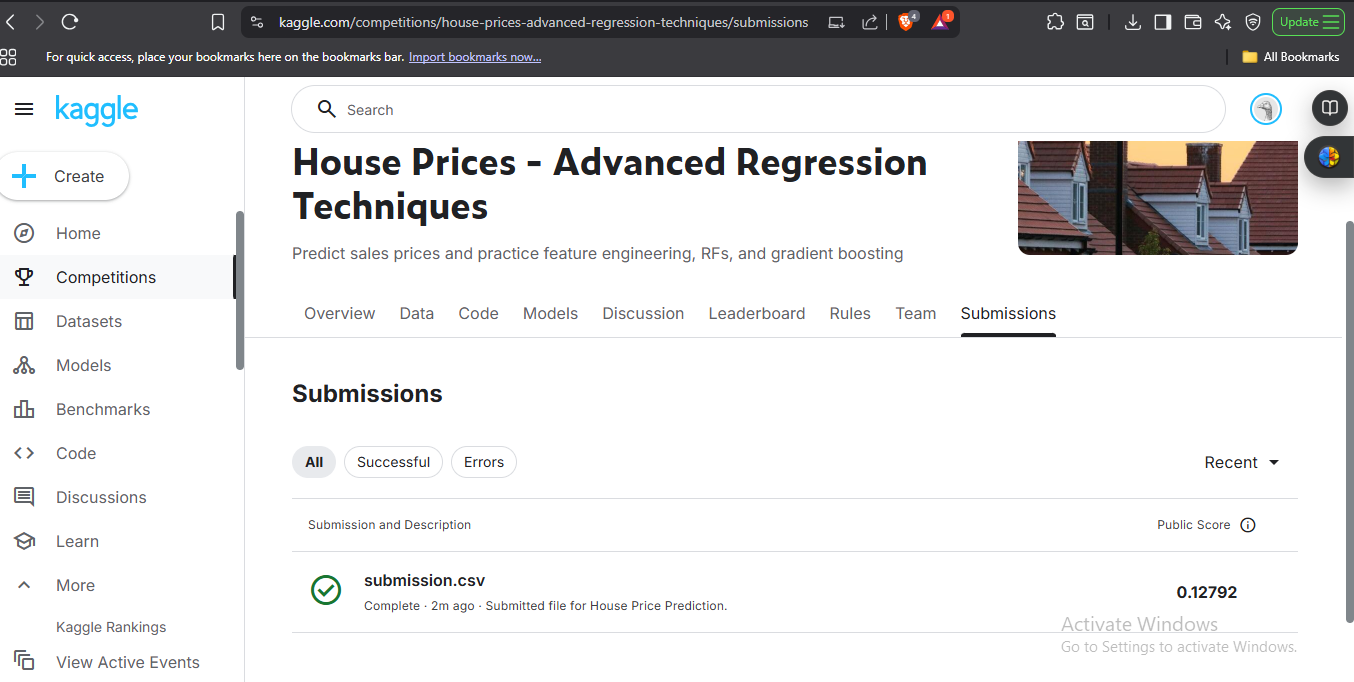 kaggle.com/competitions/house-prices-advanced-regression-techniques/submissions
4
1
Update
For quick access, place your bookmarks here on the bookmarks bar. Import bookmarks now...
All Bookmarks
kaggle
Search
Create
Home
Competitions
Datasets
Models
Benchmarks
Code
Discussions
Learn
More
Kaggle Rankings
View Active Events
House Prices - Advanced Regression
Techniques
Predict sales prices and practice feature engineering, RFs, and gradient boosting
Overview Data Code Models Discussion Leaderboard Rules Team Submissions
Submissions
All Successful Errors Recent
Submission and Description Public Score
submission.csv
Complete · 2m ago · Submitted file for House Price Prediction.
0.12792
Activate Windows
Go to Settings to activate Windows.